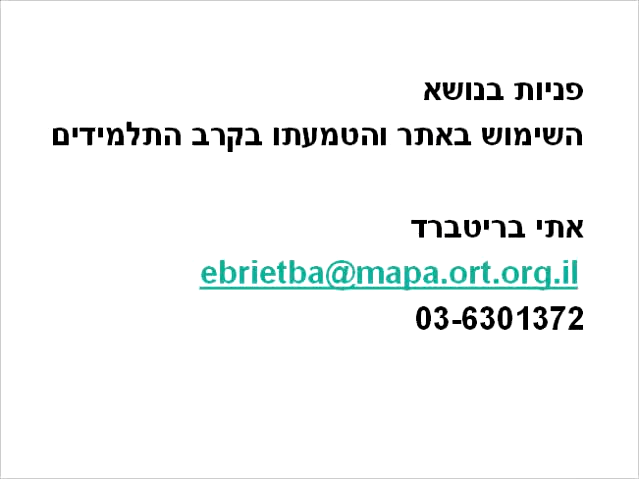 פניות בנושא
השימוש באתר והטמעתו בקרב התלמידים
אתי בריטברד
ebrietba@mapa.ort.org.il
03-6301372